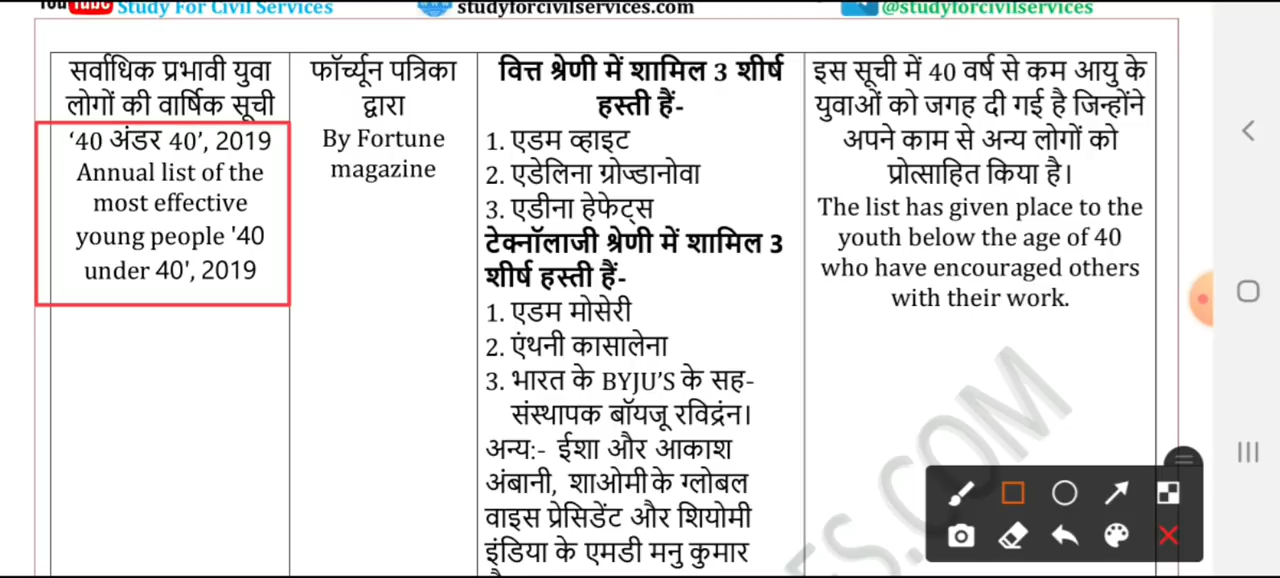 YouTube Study For Civil Services
studyforcivilservices.com
@studyforcivilservices
सर्वाधिक प्रभावी युवा
लोगों की वार्षिक सूची
‘40 अंडर 40’, 2019
Annual list of the
most effective
young people '40
under 40', 2019
फॉर्च्यून पत्रिका
द्वारा
By Fortune
magazine
वित्त श्रेणी में शामिल 3 शीर्ष
हस्ती हैं-
1. एडम व्हाइट
2. एडेलिना ग्रोज्डानोवा
3. एडीना हेफेट्स
टेक्नॉलाजी श्रेणी में शामिल 3
शीर्ष हस्ती हैं-
1. एडम मोसेरी
2. एंथनी कासालेना
3. भारत के BYJU’S के सह-
संस्थापक बॉयजू रविद्रंन।
अन्य:- ईशा और आकाश
अंबानी, शाओमी के ग्लोबल
वाइस प्रेसिडेंट और शियोमी
इंडिया के एमडी मनु कुमार
इस सूची में 40 वर्ष से कम आयु के
युवाओं को जगह दी गई है जिन्होंने
अपने काम से अन्य लोगों को
प्रोत्साहित किया है।
The list has given place to the
youth below the age of 40
who have encouraged others
with their work.
ES.COM